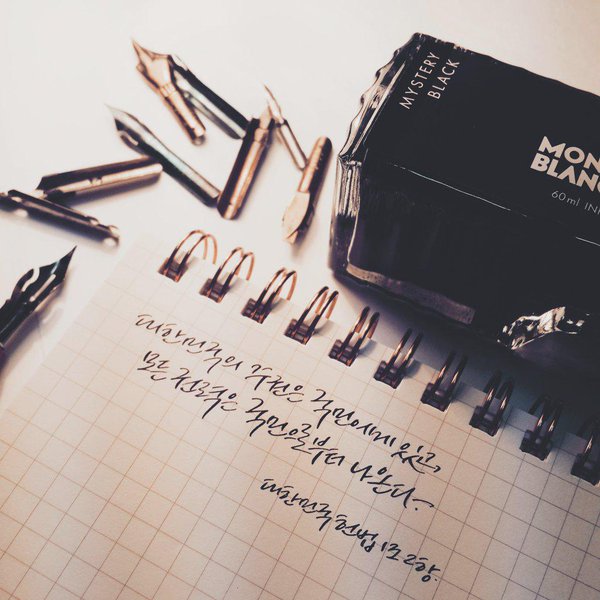 MYSTERY
BLACK
MON
BLANC
60ml IN
대한민국의 주권은 국민에게 있고,
모든 권력은 국민으로부터 나온다.
대한민국헌법 1조 2항.